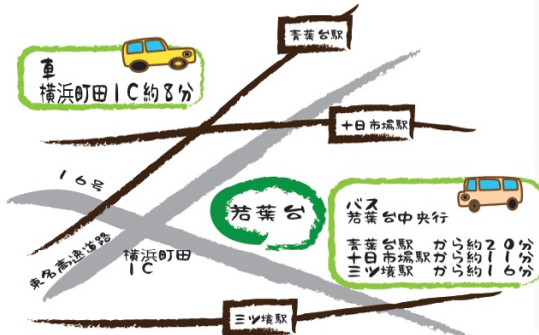 青葉台駅
車
横浜町田IC約8分
十日市場駅
16号
若葉台
バス
若葉台中央行
青葉台駅 から約20分
十日市場駅から約11分
三ツ境駅 から約16分
東名高速道路
横浜町田
IC
三ツ境駅